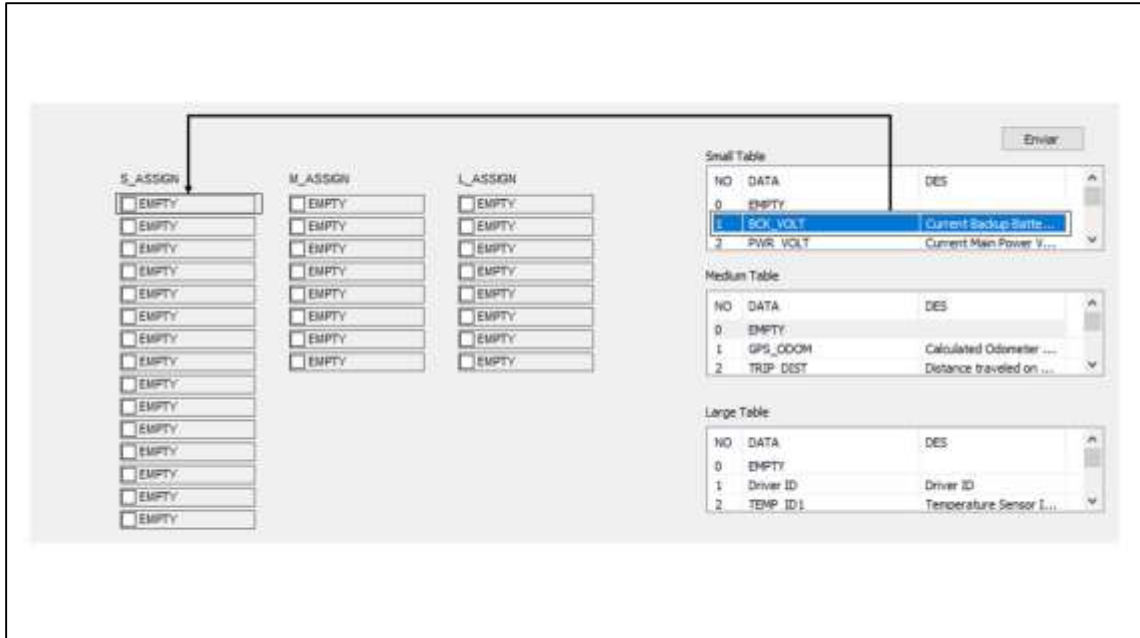 Enviar
Small Table
S_ASSIGN M_ASSIGN L_ASSIGN
NO DATA DES
EMPTY EMPTY EMPTY
0 EMPTY
EMPTY EMPTY EMPTY
1 BCK_VOLT Current Backup Batte...
EMPTY EMPTY EMPTY
2 PWR_VOLT Current Main Power V...
EMPTY EMPTY EMPTY
Medium Table
EMPTY EMPTY EMPTY
NO DATA DES
EMPTY EMPTY EMPTY
0 EMPTY
EMPTY EMPTY EMPTY
1 GPS_ODOM Calculated Odometer ....
EMPTY EMPTY EMPTY
2 TRIP_DIST Distance traveled on ....
EMPTY
EMPTY
Large Table
EMPTY
NO DATA DES
EMPTY
0 EMPTY
EMPTY
1 Driver ID Driver ID
EMPTY
2 TEMP_ID1 Temperature Sensor I...
EMPTY